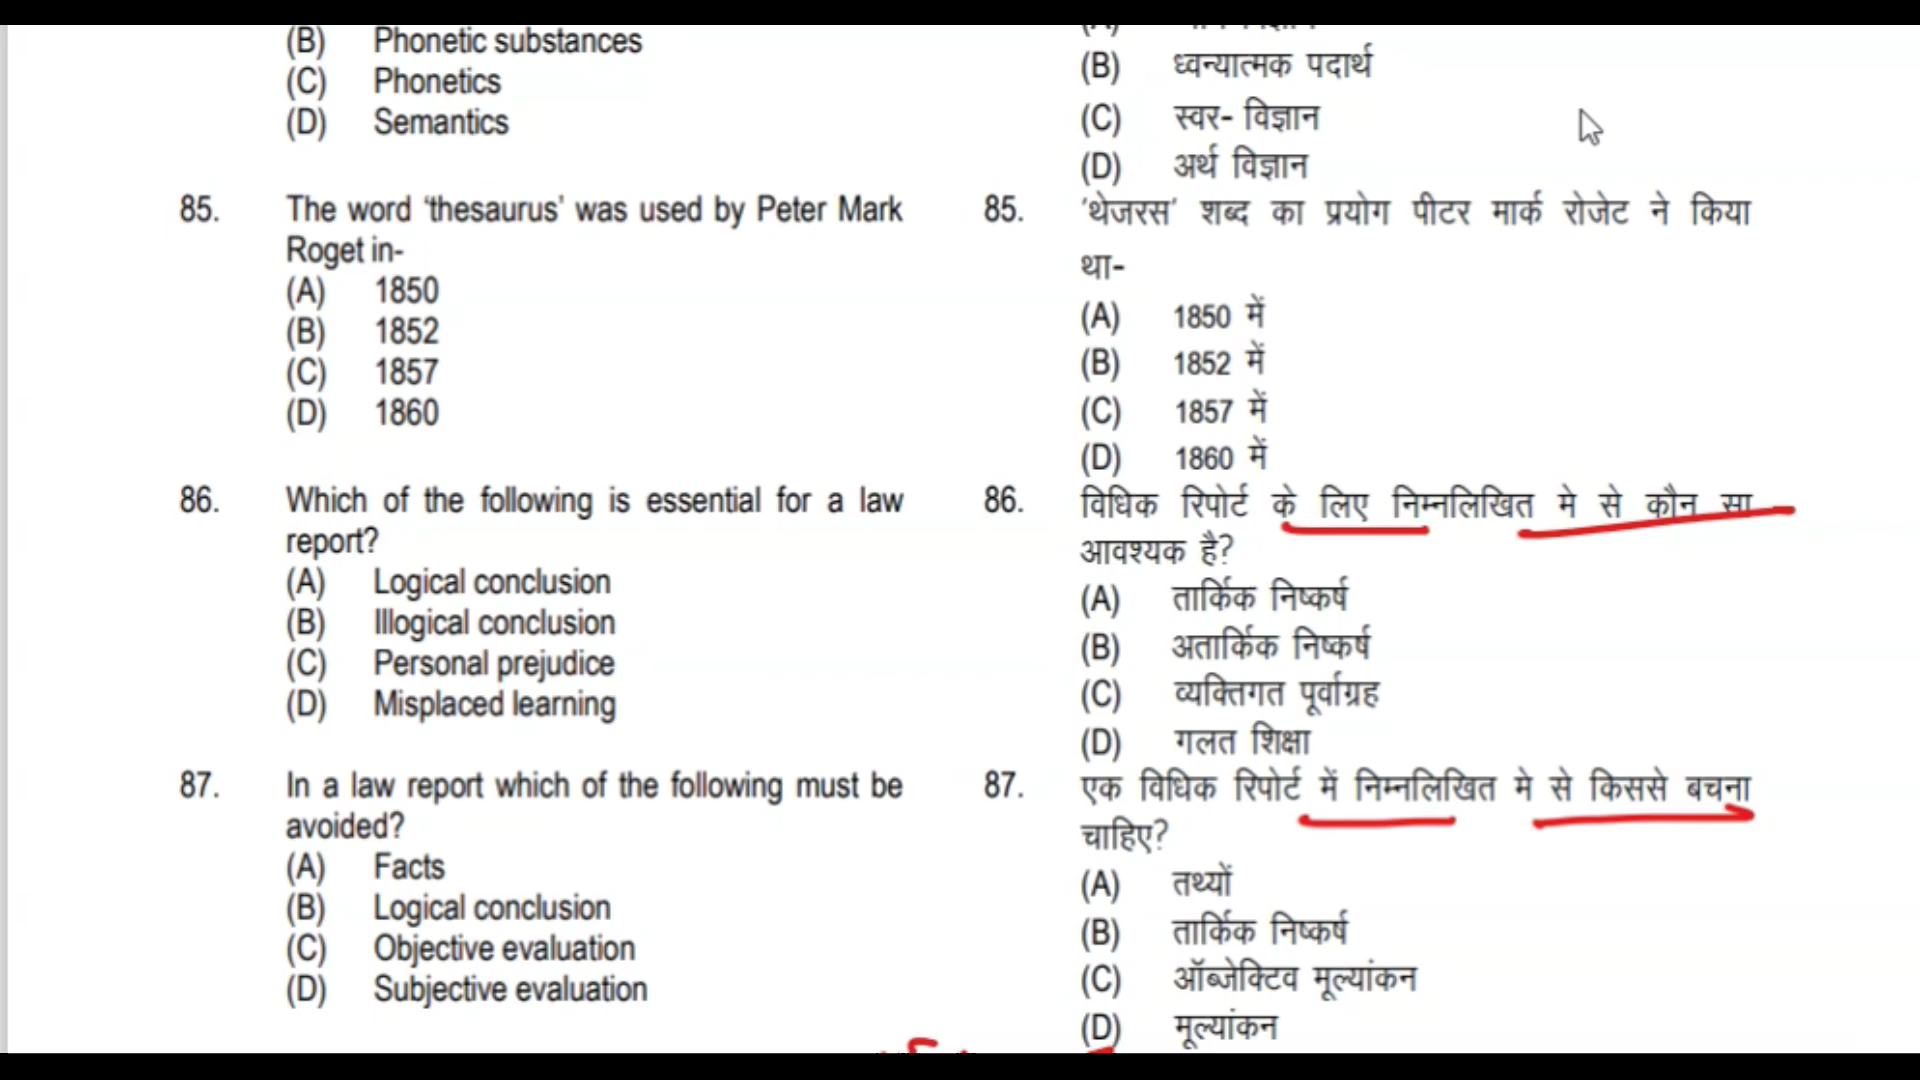 (B) Phonetic substances
(C) Phonetics
(D) Semantics
85. The word ‘thesaurus’ was used by Peter Mark
Roget in-
(A) 1850
(B) 1852
(C) 1857
(D) 1860
86. Which of the following is essential for a law
report?
(A) Logical conclusion
(B) Illogical conclusion
(C) Personal prejudice
(D) Misplaced learning
87. In a law report which of the following must be
avoided?
(A) Facts
(B) Logical conclusion
(C) Objective evaluation
(D) Subjective evaluation
(B) ध्वन्यात्मक पदार्थ
(C) स्वर- विज्ञान
(D) अर्थ विज्ञान
85. ‘थेजरस’ शब्द का प्रयोग पीटर मार्क रोजेट ने किया
था-
(A) 1850 में
(B) 1852 में
(C) 1857 में
(D) 1860 में
86. विधिक रिपोर्ट के लिए निम्नलिखित मे से कौन सा
आवश्यक है?
(A) तार्किक निष्कर्ष
(B) अतार्किक निष्कर्ष
(C) व्यक्तिगत पूर्वाग्रह
(D) गलत शिक्षा
87. एक विधिक रिपोर्ट में निम्नलिखित मे से किससे बचना
चाहिए?
(A) तथ्यों
(B) तार्किक निष्कर्ष
(C) ऑब्जेक्टिव मूल्यांकन
(D) मूल्यांकन